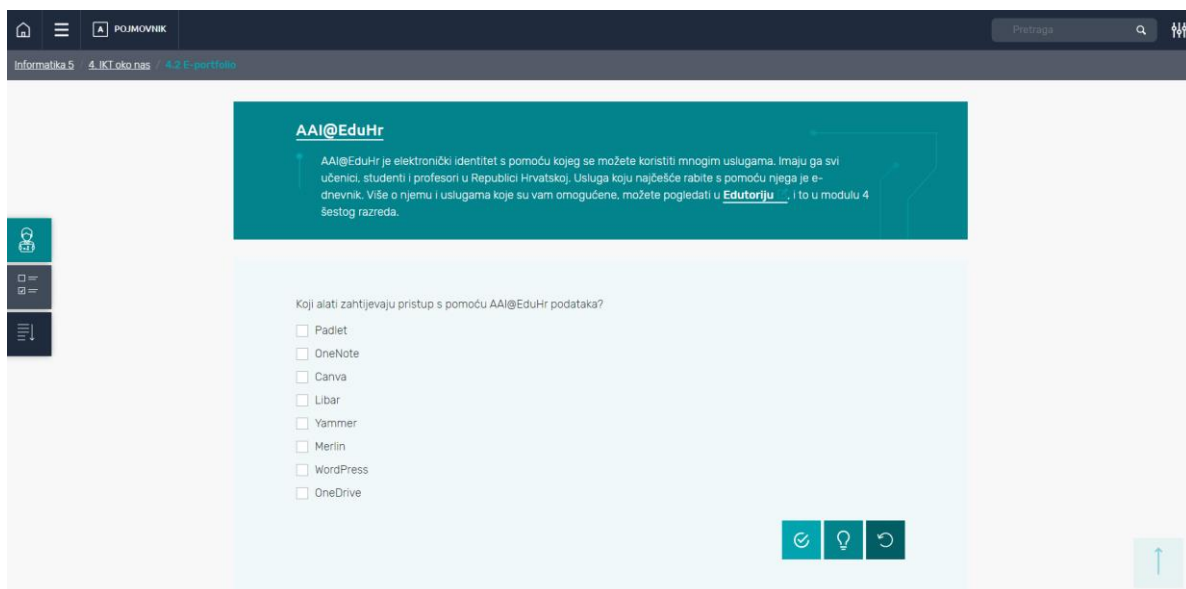 A POJMOVNIK
Pretraga
Informatika 5 / 4. IKT oko nas / 4.2 E-portfolio
AAI@EduHr
AAI@EduHr je elektronički identitet s pomoću kojeg se možete koristiti mnogim uslugama. Imaju ga svi
učenici, studenti i profesori u Republici Hrvatskoj. Usluga koju najčešće rabite s pomoću njega je e-
dnevnik. Više o njemu i uslugama koje su vam omogućene, možete pogledati u Edutoriju , i to u modulu 4
šestog razreda.
Koji alati zahtijevaju pristup s pomoću AAI@EduHr podataka?
Padlet
OneNote
Canva
Libar
Yammer
Merlin
WordPress
OneDrive